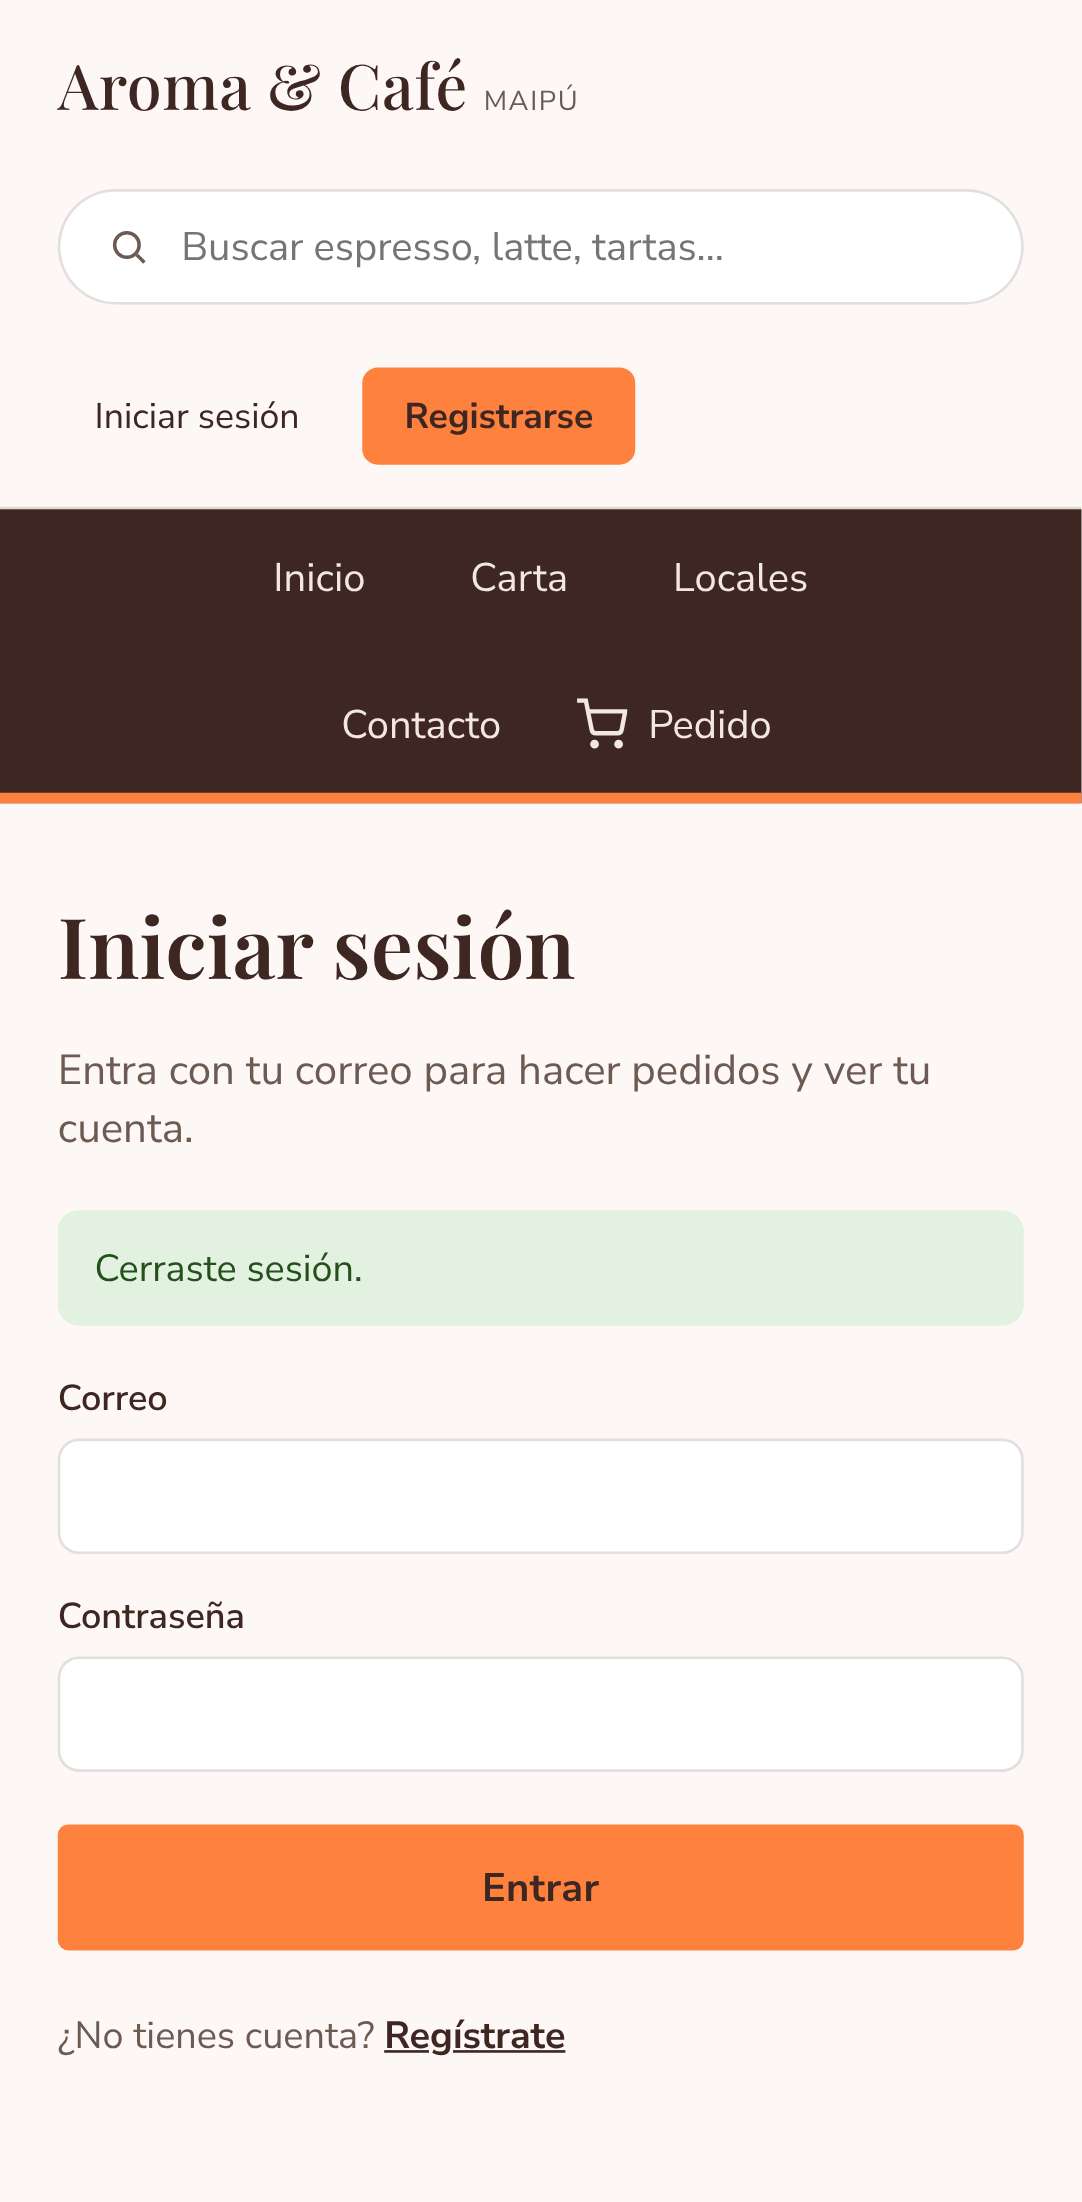 Aroma & Café MAIPÚ
Buscar espresso, latte, tartas...
Iniciar sesión Registrarse
Inicio Carta Locales
Contacto Pedido
Iniciar sesión
Entra con tu correo para hacer pedidos y ver tu
cuenta.
Cerraste sesión.
Correo
Contraseña
Entrar
¿No tienes cuenta? Regístrate